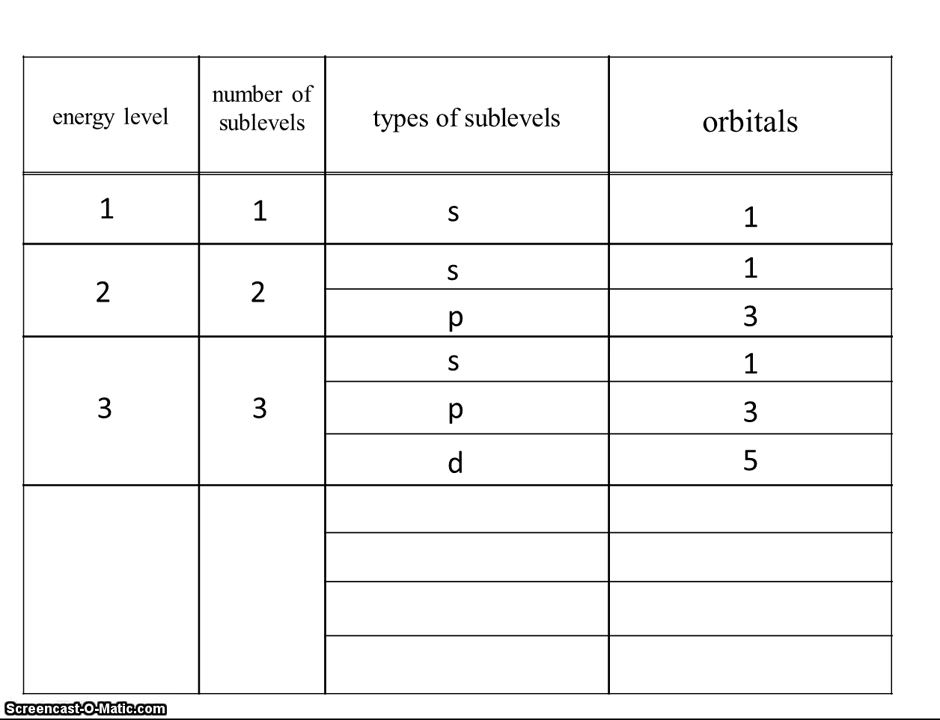 energy level
number of
sublevels
types of sublevels
orbitals
1
1
s
1
2
2
s
1
p
3
3
3
s
1
p
3
d
5
Screencast-O-Matic.com